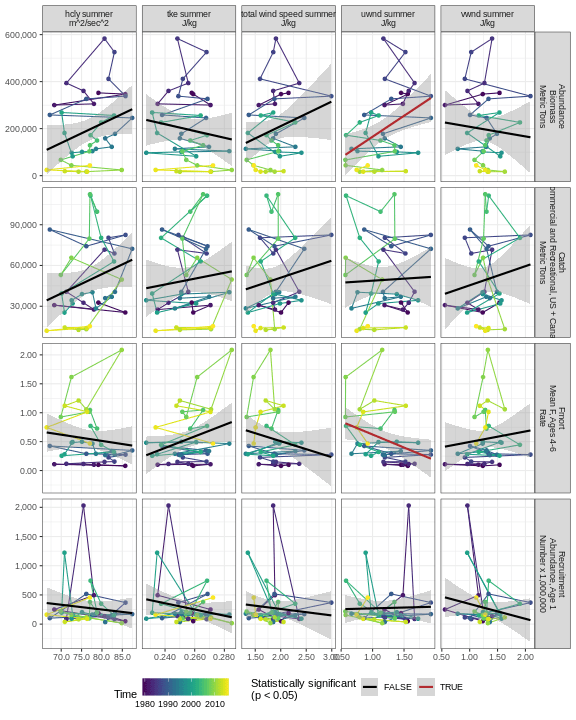 hcly summer
m^2/sec^2
tke summer
J/kg
total wind speed summer
J/kg
uwnd summer
J/kg
vwnd summer
J/kg
600,000
400,000
200,000
0
Abundance
Biomass
Metric Tons
90,000
60,000
30,000
Catch
ommercial and Recreational, US + Cana
Metric Tons
2.00
1.50
1.00
0.50
0.00
Fmort
Mean F, Ages 4-6
Rate
2,000
1,500
1,000
500
0
Recruitment
Abundance, Age 1
Number x 1,000,000
70.0 75.0 80.0 85.0
0.240 0.260 0.280
1.50 2.00 2.50 3.00
0.50 1.00 1.50
0.50 1.00 1.50 2.00
Time
1980 1990 2000 2010
Statistically significant
(p < 0.05)
FALSE
TRUE